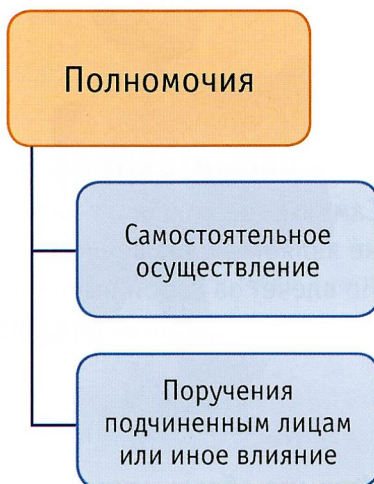 Полномочия
Самостоятельное
осуществление
Поручения
подчиненным лицам
или иное влияние